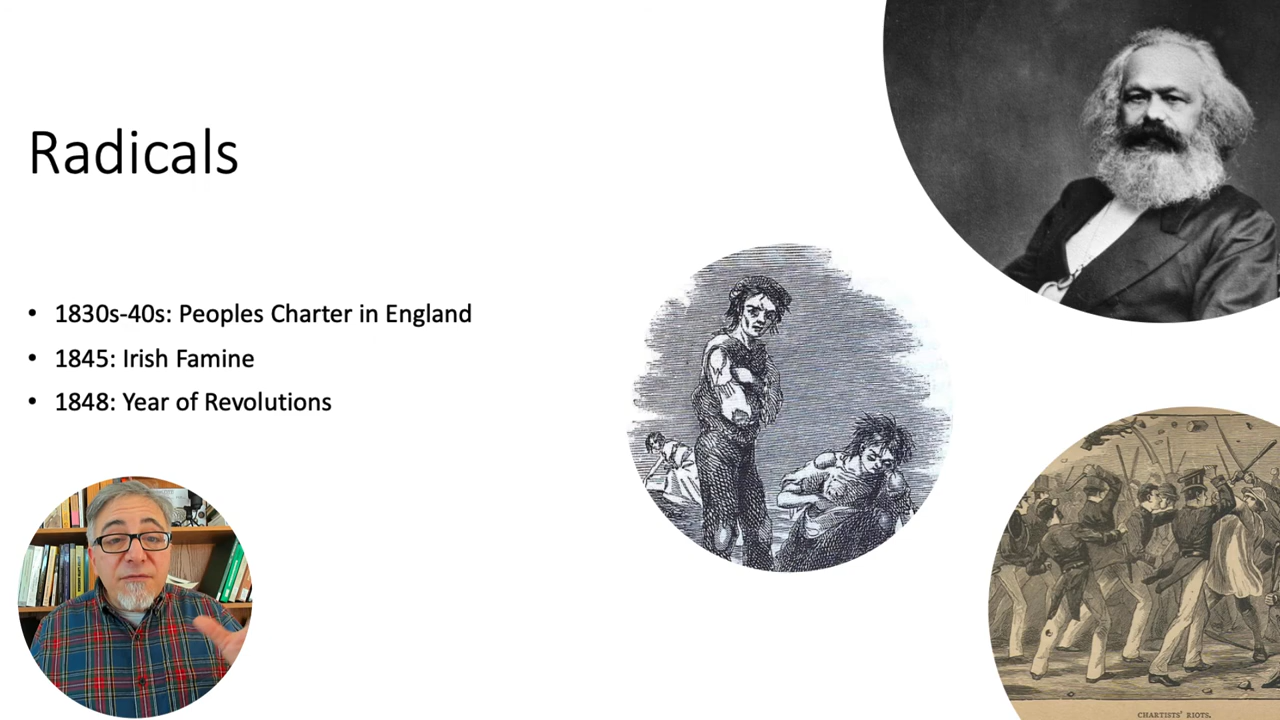 Radicals
• 1830s-40s: Peoples Charter in England
• 1845: Irish Famine
• 1848: Year of Revolutions
CHARTISTS' RIOTS.